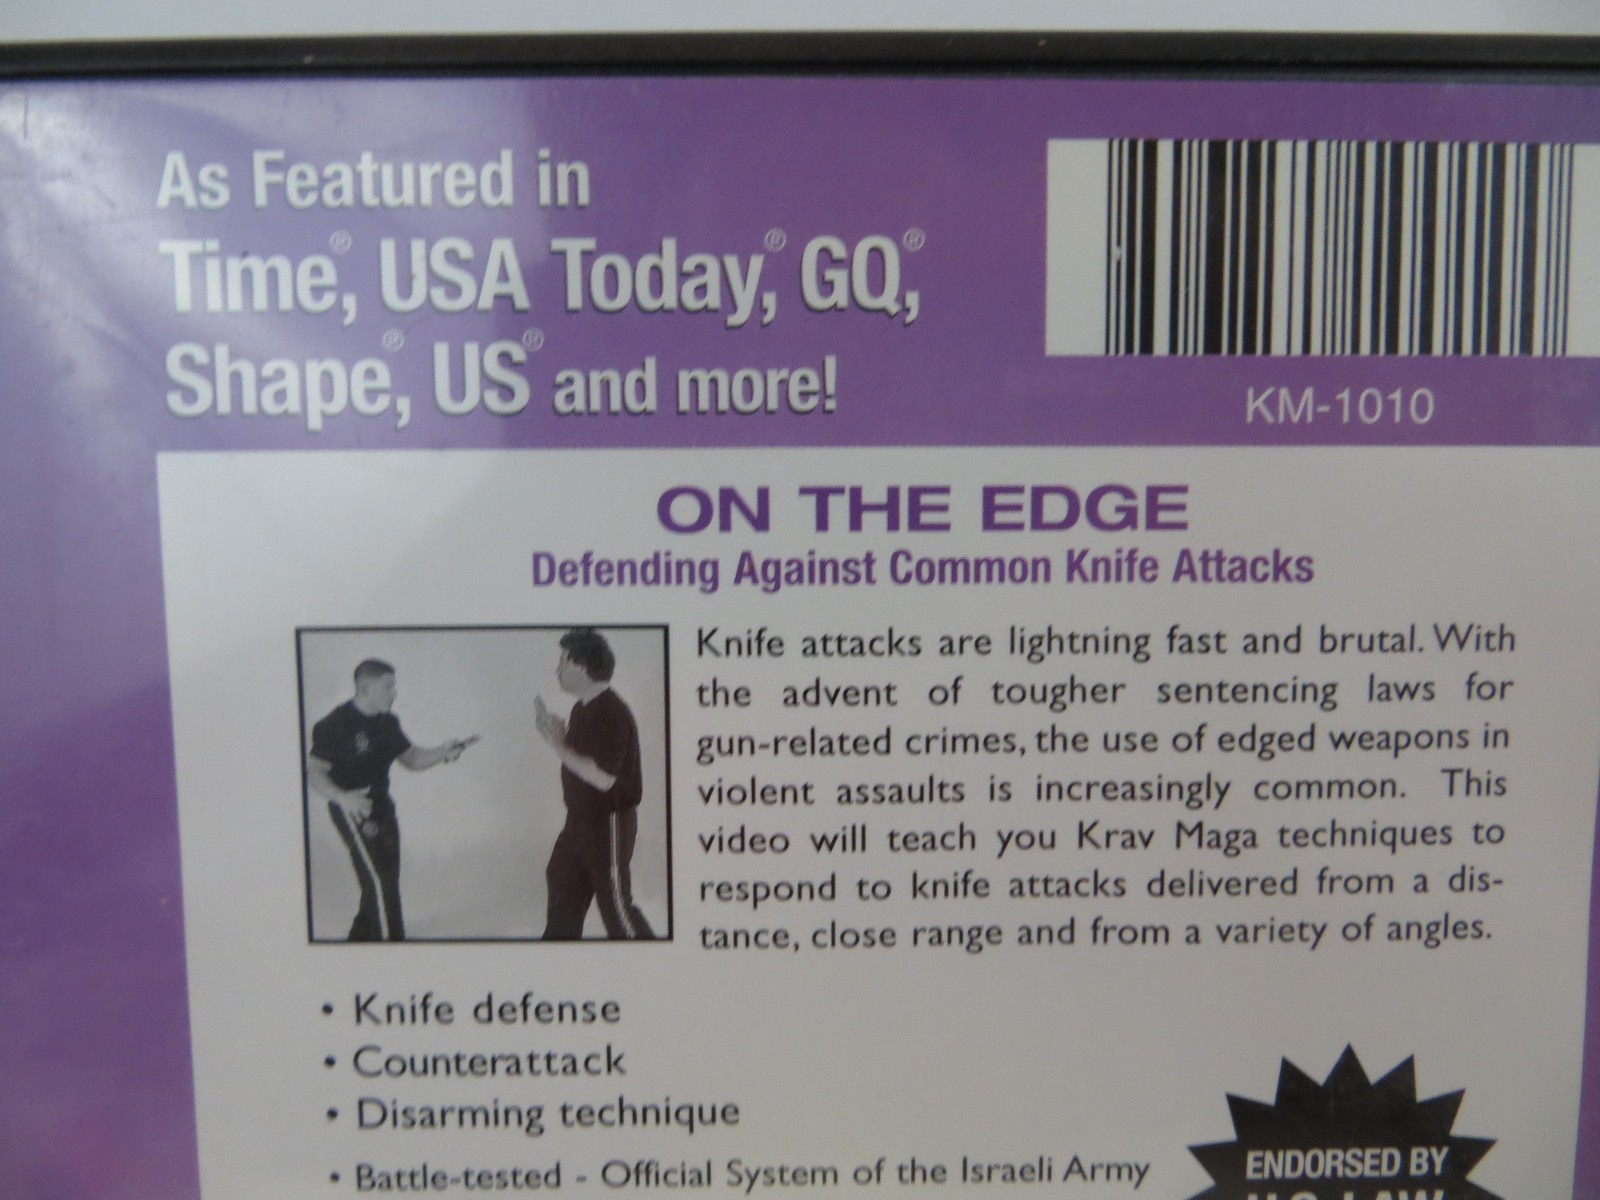 As Featured in
Time®, USA Today®, GQ®,
Shape®, US® and more!
KM-1010
ON THE EDGE
Defending Against Common Knife Attacks
Knife attacks are lightning fast and brutal. With
the advent of tougher sentencing laws for
gun-related crimes, the use of edged weapons in
violent assaults is increasingly common. This
video will teach you Krav Maga techniques to
respond to knife attacks delivered from a dis-
tance, close range and from a variety of angles.
• Knife defense
• Counterattack
• Disarming technique
• Battle-tested - Official System of the Israeli Army
ENDORSED BY
U.S. LAW